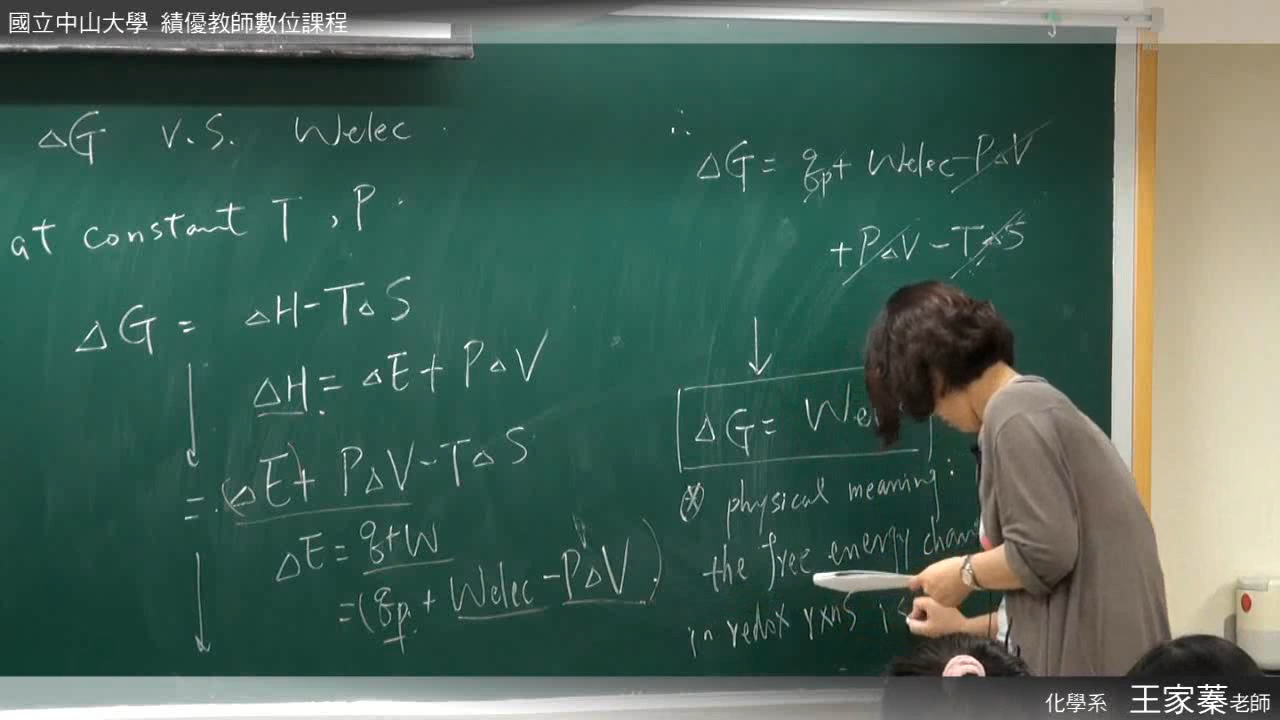 國立中山大學 績優教師數位課程
ΔG V.S. Welec
at constant T, P.
ΔG = ΔH-TΔS
ΔH = ΔE + PΔV
= (ΔE) + PΔV - TΔS
ΔE = q+W
= (qp + Welec - PΔV)
∴
ΔG = qp + Welec - PΔV
+ PΔV - TΔS
ΔG = We
physical meaning:
the free energy
in redox rxns is
化學系 王家蓁老師